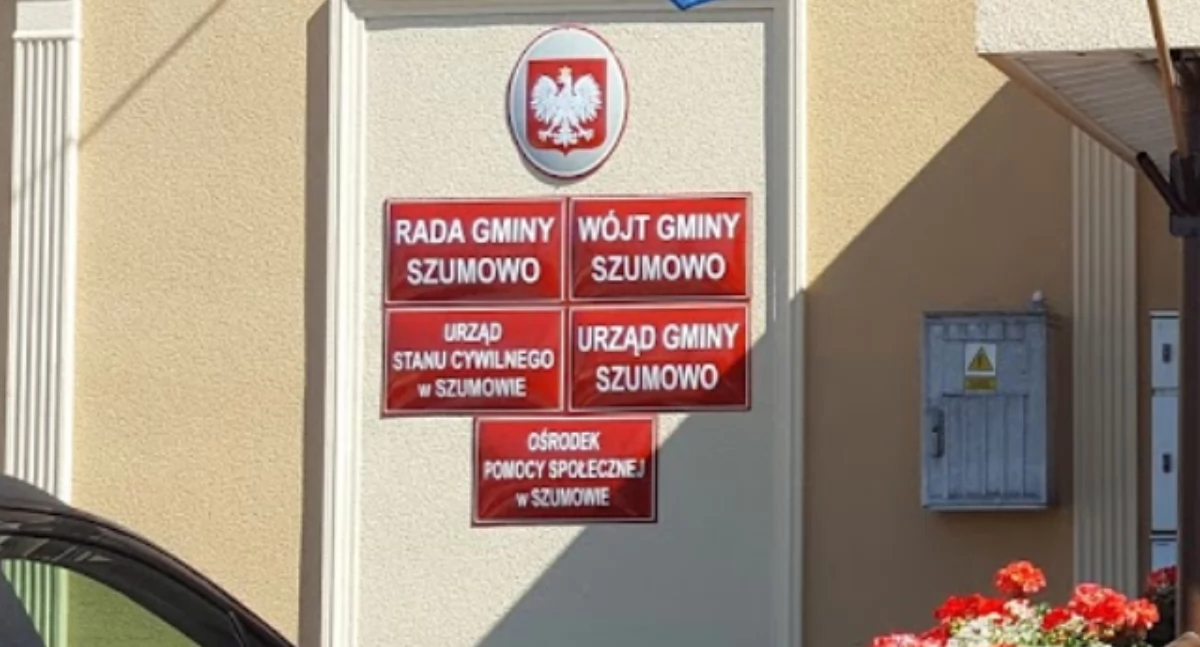 RADA GMINY
SZUMOWO
WÓJT GMINY
SZUMOWO
URZĄD
STANU CYWILNEGO
w SZUMOWIE
URZĄD GMINY
SZUMOWO
OŚRODEK
POMOCY SPOŁECZNEJ
w SZUMOWIE